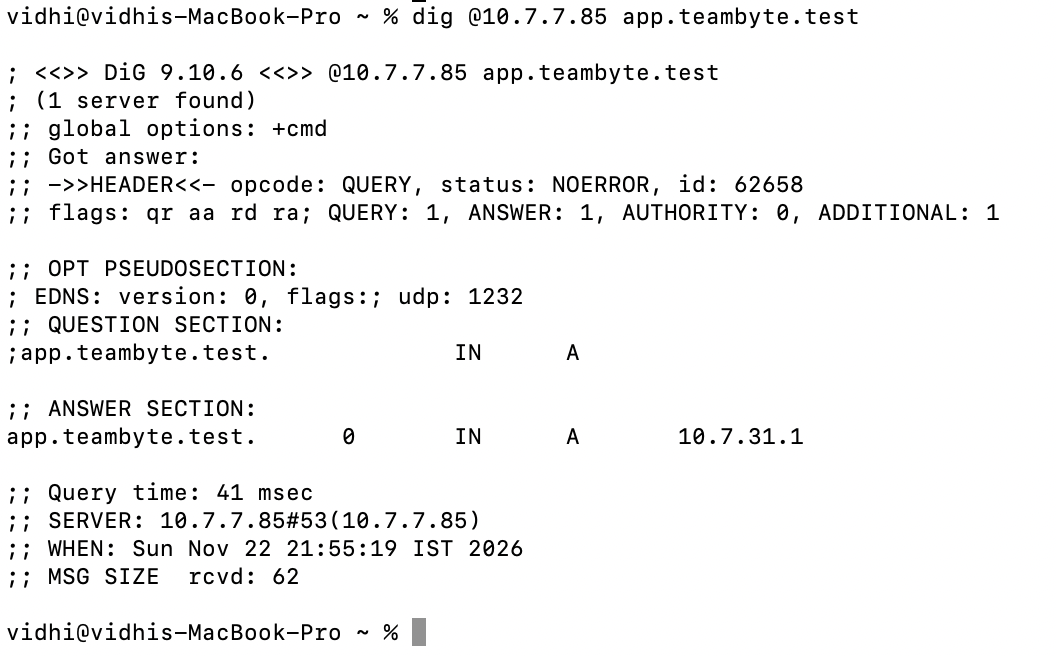 vidhi@vidhis-MacBook-Pro ~ % dig @10.7.7.85 app.teambyte.test
; <<>> DiG 9.10.6 <<>> @10.7.7.85 app.teambyte.test
; (1 server found)
;; global options: +cmd
;; Got answer:
;; ->>HEADER<<- opcode: QUERY, status: NOERROR, id: 62658
;; flags: qr aa rd ra; QUERY: 1, ANSWER: 1, AUTHORITY: 0, ADDITIONAL: 1
;; OPT PSEUDOSECTION:
; EDNS: version: 0, flags:; udp: 1232
;; QUESTION SECTION:
;app.teambyte.test. IN A
;; ANSWER SECTION:
app.teambyte.test. 0 IN A 10.7.31.1
;; Query time: 41 msec
;; SERVER: 10.7.7.85#53(10.7.7.85)
;; WHEN: Sun Nov 22 21:55:19 IST 2026
;; MSG SIZE rcvd: 62
vidhi@vidhis-MacBook-Pro ~ %